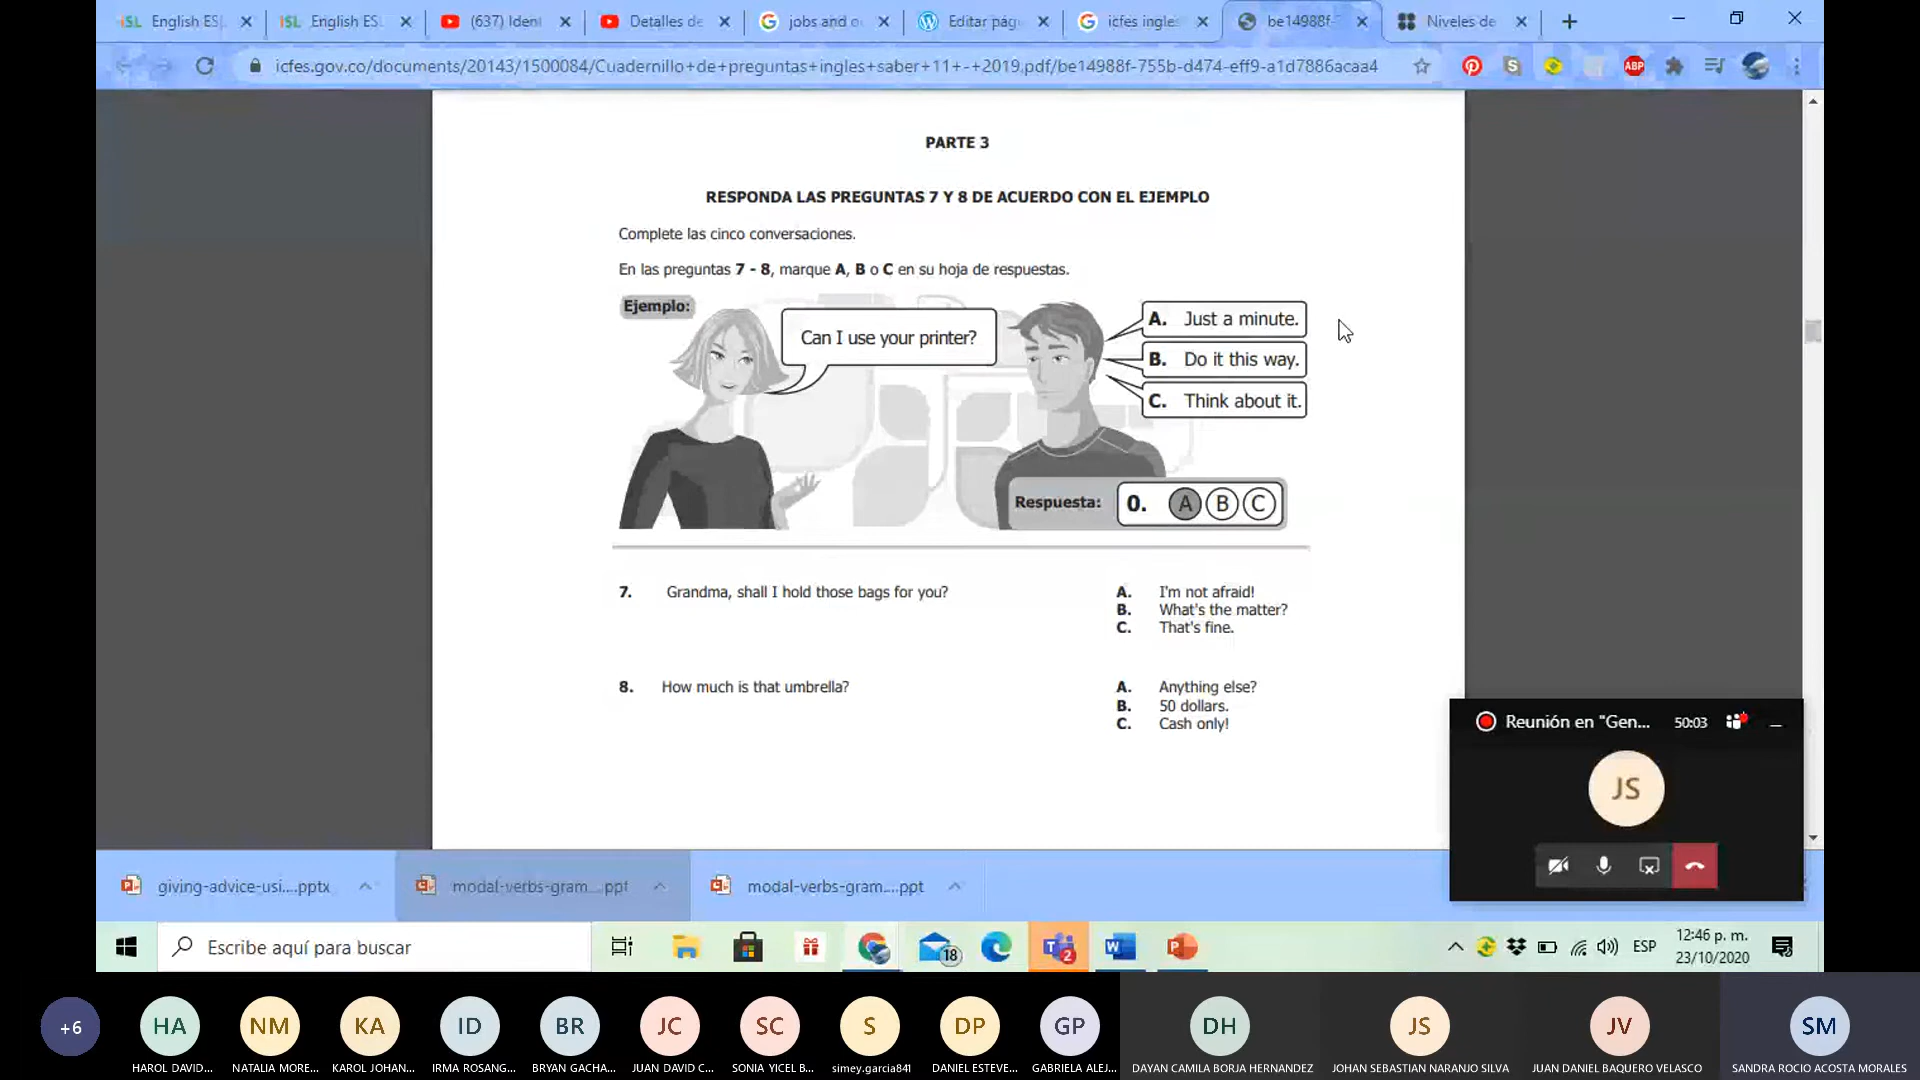 English ES
English ES
(637) Ident
Detalles de
jobs and o
Editar pág
icfes ingles
be14988f-
Niveles de
icfes.gov.co/documents/20143/1500084/Cuadernillo+de+preguntas+ingles+saber+11+-+2019.pdf/be14988f-755b-d474-eff9-a1d7886acaa4
ABP
PARTE 3
RESPONDA LAS PREGUNTAS 7 Y 8 DE ACUERDO CON EL EJEMPLO
Complete las cinco conversaciones.
En las preguntas 7 - 8, marque A, B o C en su hoja de respuestas.
Ejemplo:
Can I use your printer?
A. Just a minute.
B. Do it this way.
C. Think about it.
Respuesta: 0. A B C
7. Grandma, shall I hold those bags for you?
A. I'm not afraid!
B. What's the matter?
C. That's fine.
8. How much is that umbrella?
A. Anything else?
B. 50 dollars.
C. Cash only!
Reunión en "Gen... 50:03
JS
giving-advice-usi....pptx
modal-verbs-gram....ppt
modal-verbs-gram....ppt
Escribe aquí para buscar
18
2
ESP
12:46 p. m.
23/10/2020
+6
HA
HAROL DAVID...
NM
NATALIA MORE...
KA
KAROL JOHAN...
ID
IRMA ROSANG...
BR
BRYAN GACHA...
JC
JUAN DAVID C...
SC
SONIA YICEL B...
S
simey.garcia841
DP
DANIEL ESTEVE...
GP
GABRIELA ALEJ...
DH
DAYAN CAMILA BORJA HERNANDEZ
JS
JOHAN SEBASTIAN NARANJO SILVA
JV
JUAN DANIEL BAQUERO VELASCO
SM
SANDRA ROCIO ACOSTA MORALES